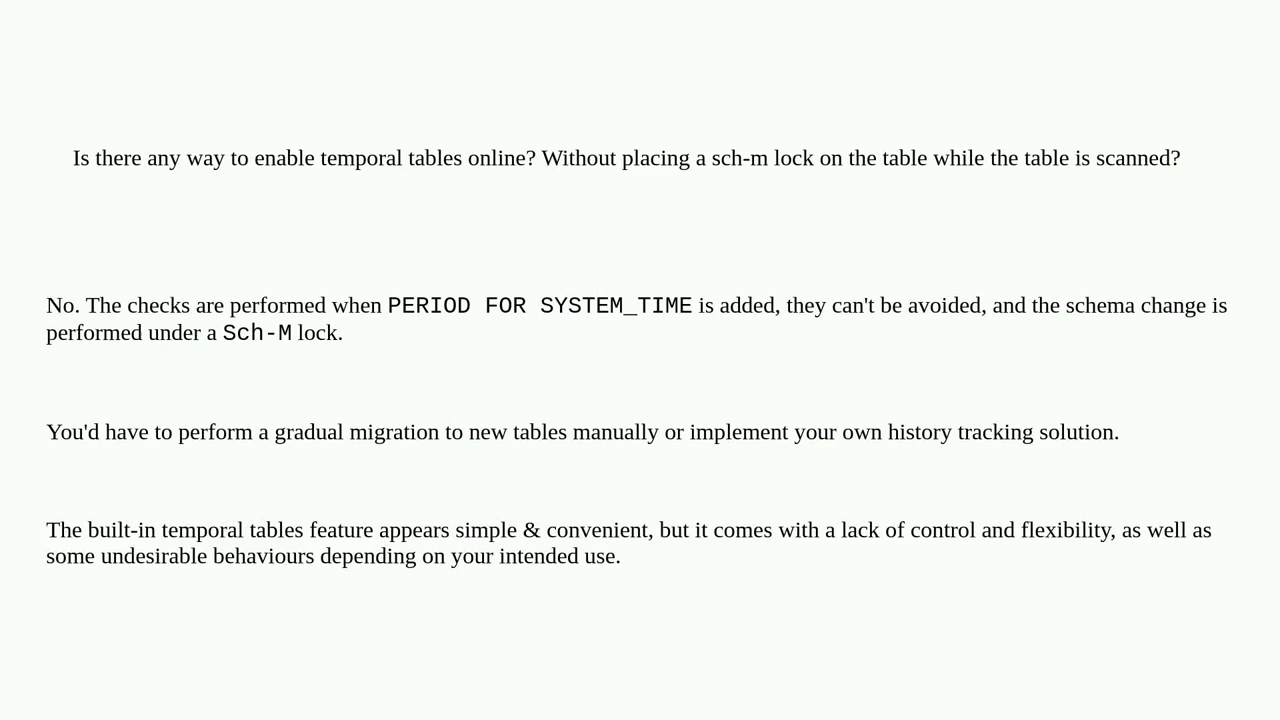 Is there any way to enable temporal tables online? Without placing a sch-m lock on the table while the table is scanned?
No. The checks are performed when PERIOD FOR SYSTEM_TIME is added, they can't be avoided, and the schema change is
performed under a Sch-M lock.
You'd have to perform a gradual migration to new tables manually or implement your own history tracking solution.
The built-in temporal tables feature appears simple & convenient, but it comes with a lack of control and flexibility, as well as
some undesirable behaviours depending on your intended use.